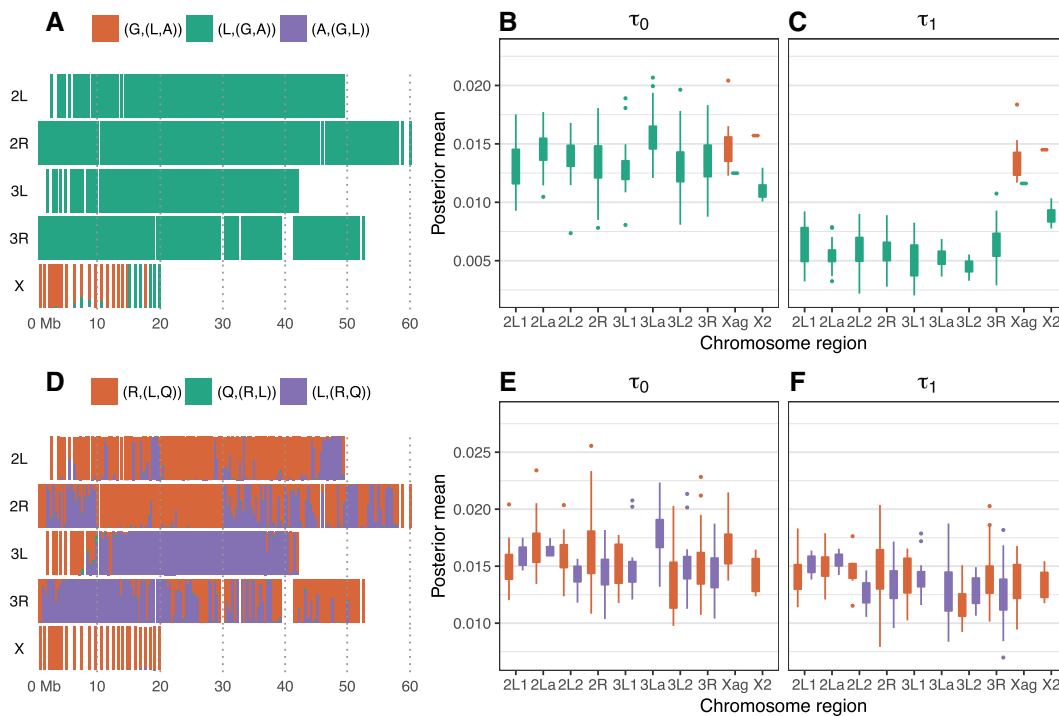 A
(G,(L,A))
(L,(G,A))
(A,(G,L))
2L
2R
3L
3R
X
0 Mb
10
20
30
40
50
60
B
τ0
C
τ1
Posterior mean
0.020
0.015
0.010
0.005
2L1
2La
2L2
2R
3L1
3La
3L2
3R
Xag
X2
2L1
2La
2L2
2R
3L1
3La
3L2
3R
Xag
X2
Chromosome region
D
(R,(L,Q))
(Q,(R,L))
(L,(R,Q))
2L
2R
3L
3R
X
0 Mb
10
20
30
40
50
60
E
τ0
F
τ1
Posterior mean
0.025
0.020
0.015
0.010
2L1
2La
2L2
2R
3L1
3La
3L2
3R
Xag
X2
2L1
2La
2L2
2R
3L1
3La
3L2
3R
Xag
X2
Chromosome region